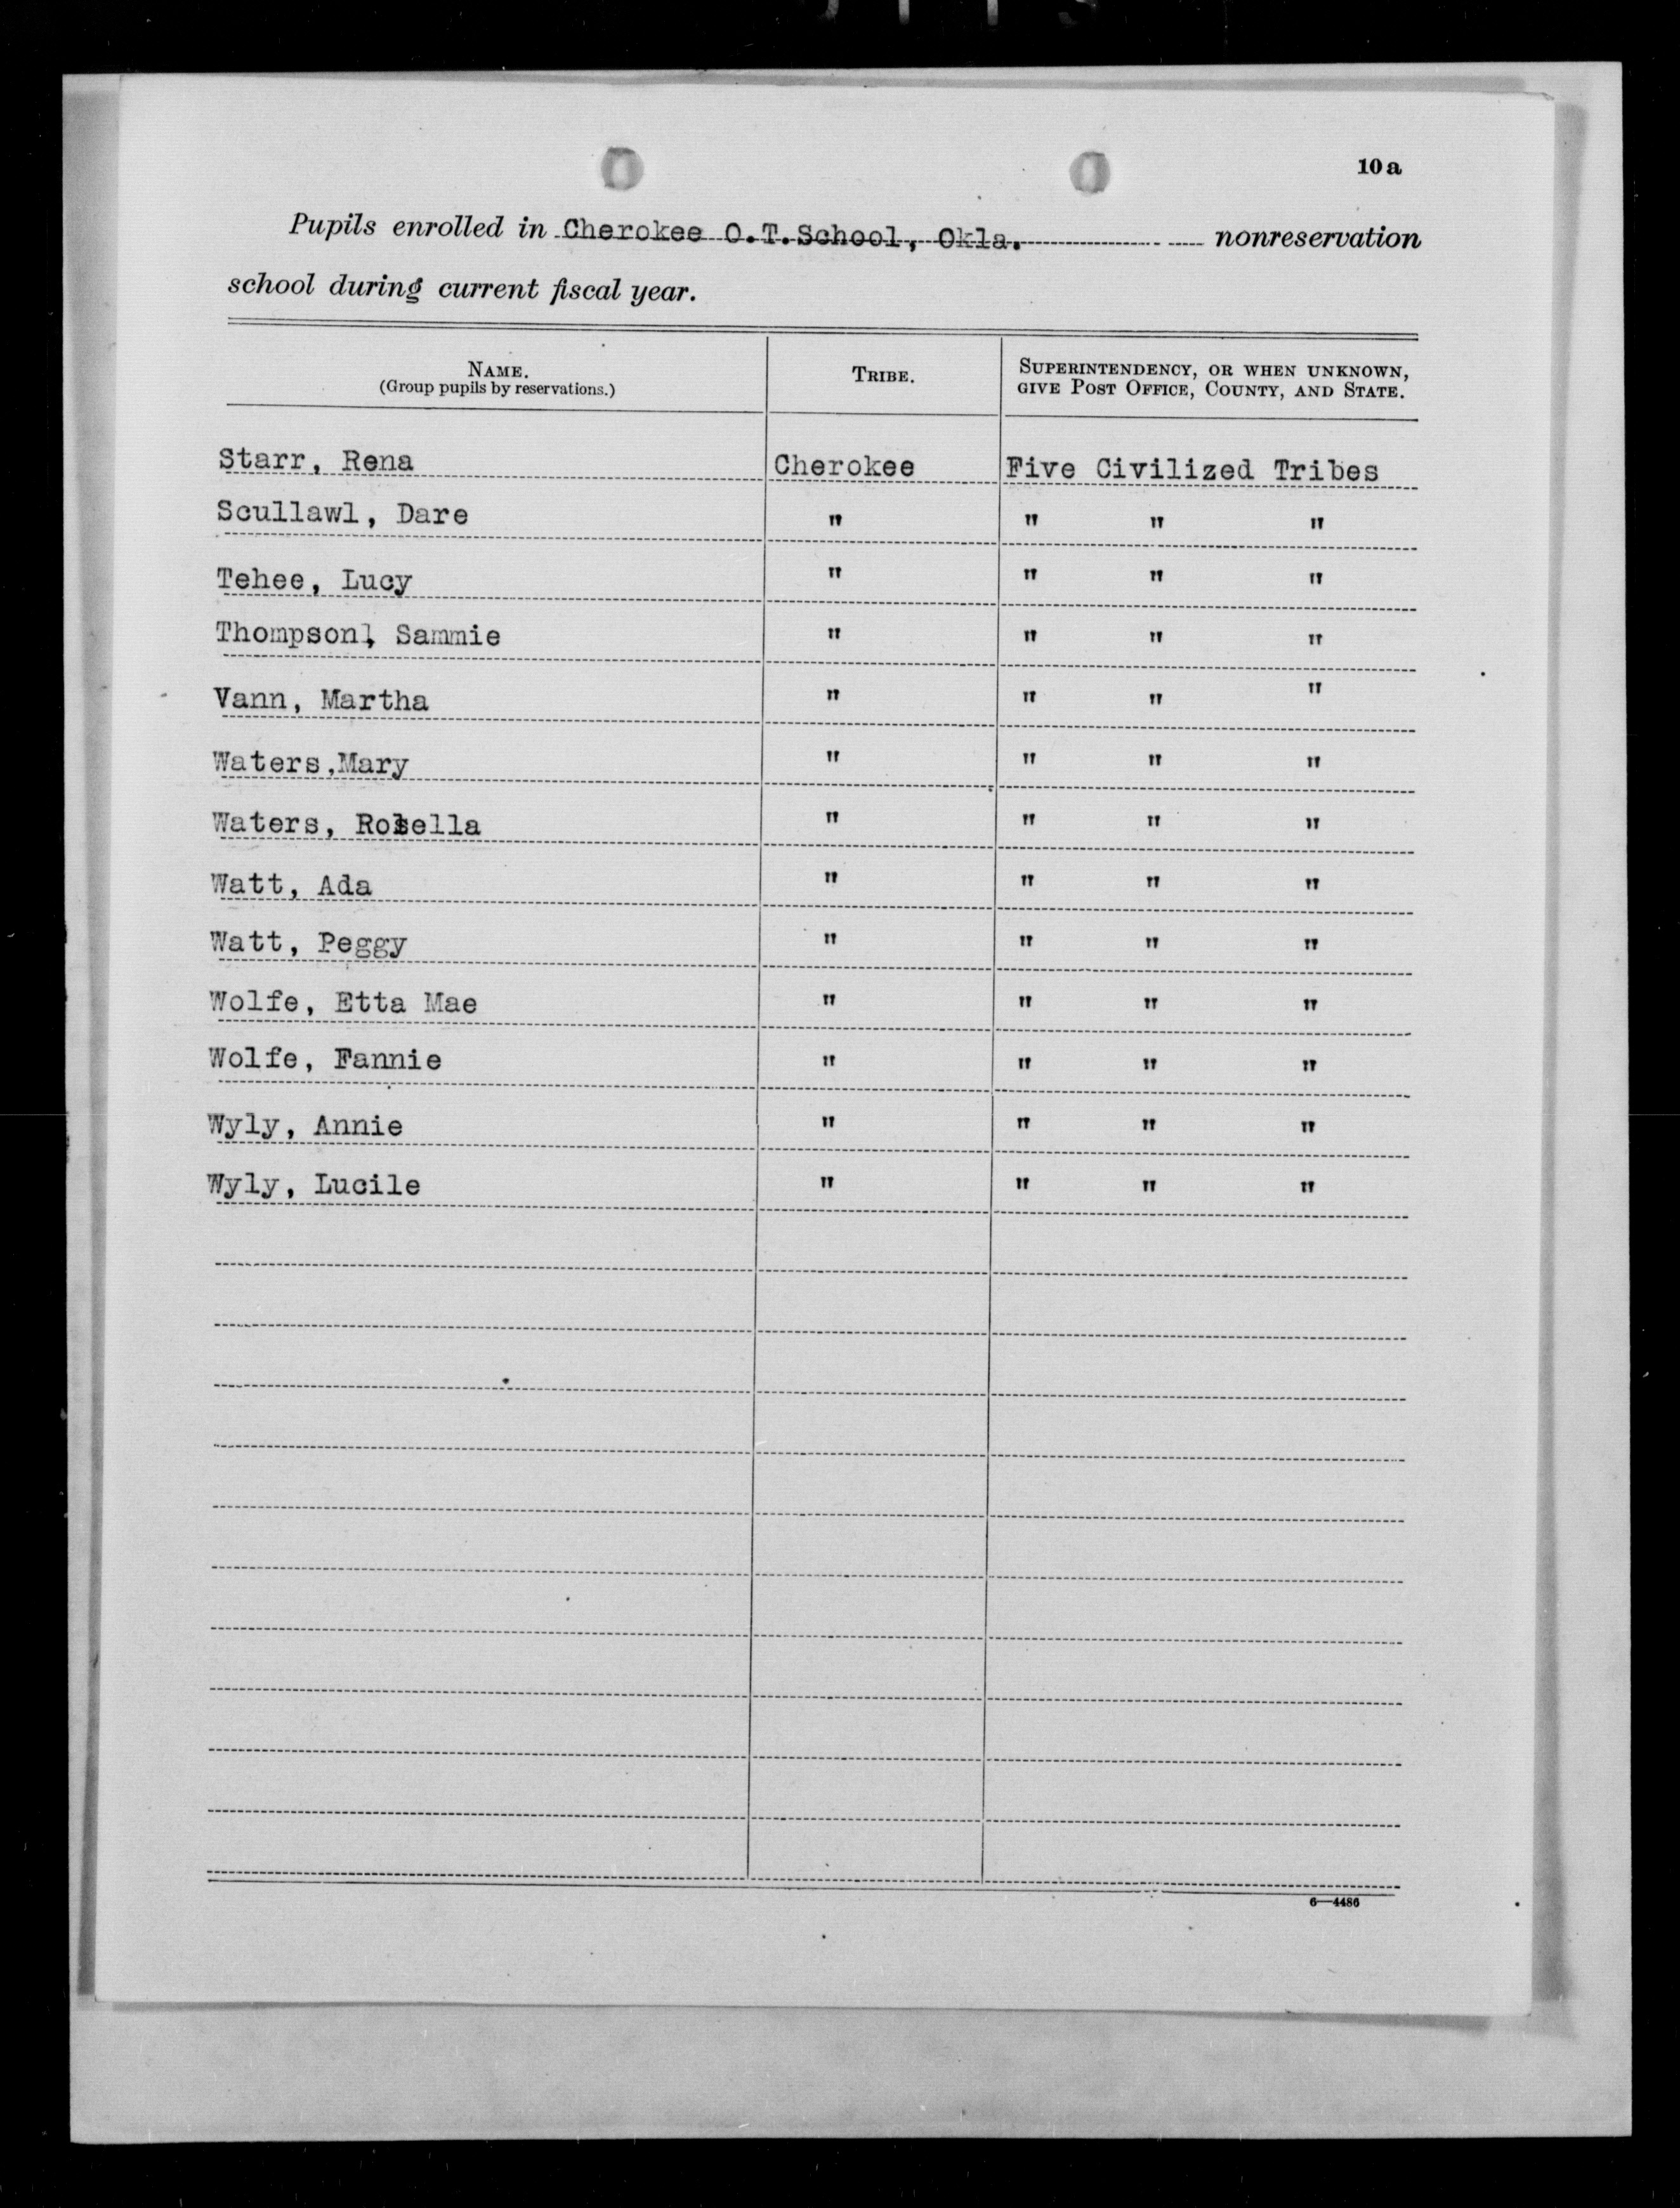 10 a
Pupils enrolled in Cherokee O.T.School, Okla. nonreservation
school during current fiscal year.
NAME. TRIBE. SUPERINTENDENCY, OR WHEN UNKNOWN,
(Group pupils by reservations.) GIVE POST OFFICE, COUNTY, AND STATE.
Starr, Rena Cherokee Five Civilized Tribes
Scullawl, Dare " " " "
Tehee, Lucy " " " "
Thompson, Sammie " " " "
Vann, Martha " " " "
Waters,Mary " " " "
Waters, Rosella " " " "
Watt, Ada " " " "
Watt, Peggy " " " "
Wolfe, Etta Mae " " " "
Wolfe, Fannie " " " "
Wyly, Annie " " " "
Wyly, Lucile " " " "
6—4486